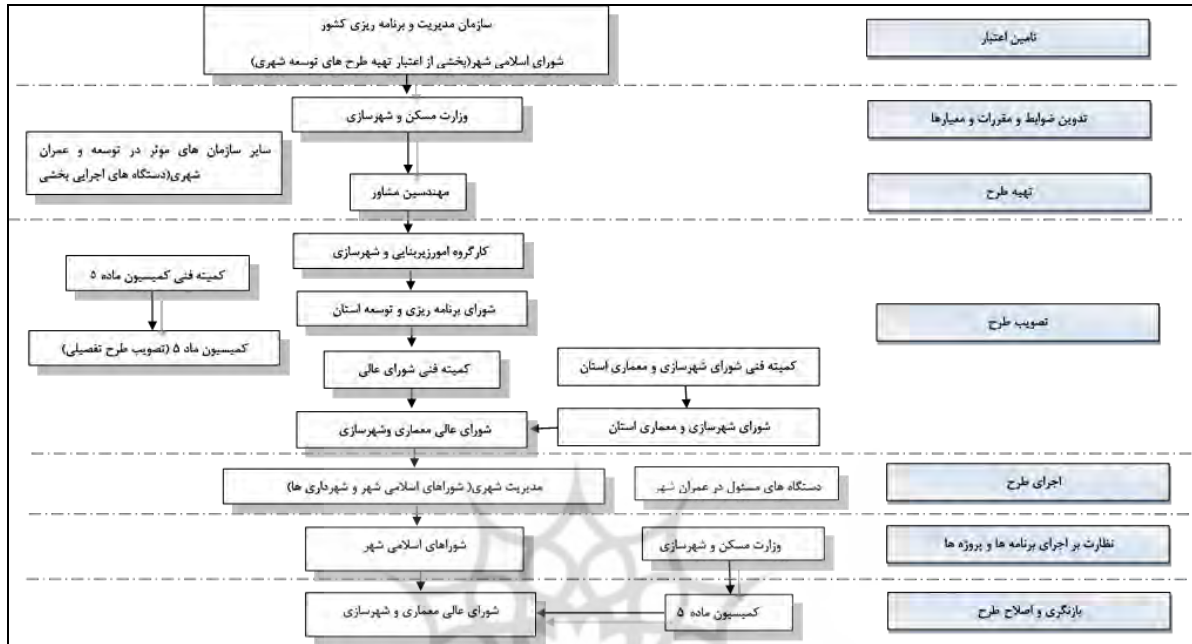 سازمان مدیریت و برنامه ریزی کشور
شورای اسلامی شهر(بخشی از اعتبار تهیه طرح های توسعه شهری)
تامین اعتبار
وزارت مسکن و شهرسازی
تدوین ضوابط و مقررات و معیارها
سایر سازمان های موثر در توسعه و عمران
شهری(دستگاه های اجرایی بخشی
مهندسین مشاور
تهیه طرح
کارگروه امورزیربنایی و شهرسازی
کمیته فنی کمیسیون ماده ۵
شورای برنامه ریزی و توسعه استان
تصویب طرح
کمیسیون ماد ۵ (تصویب طرح تفصیلی)
کمیته فنی شورای عالی
کمیته فنی شورای شهرسازی و معماری استان
شورای عالی معماری وشهرسازی
شورای شهرسازی و معماری استان
مدیریت شهری( شوراهای اسلامی شهر و شهرداری ها)
دستگاه های مسئول در عمران شهر
اجرای طرح
شوراهای اسلامی شهر
وزارت مسکن و شهرسازی
نظارت بر اجرای برنامه ها و پروژه ها
شورای عالی معماری و شهرسازی
کمیسیون ماده ۵
بازنگری و اصلاح طرح